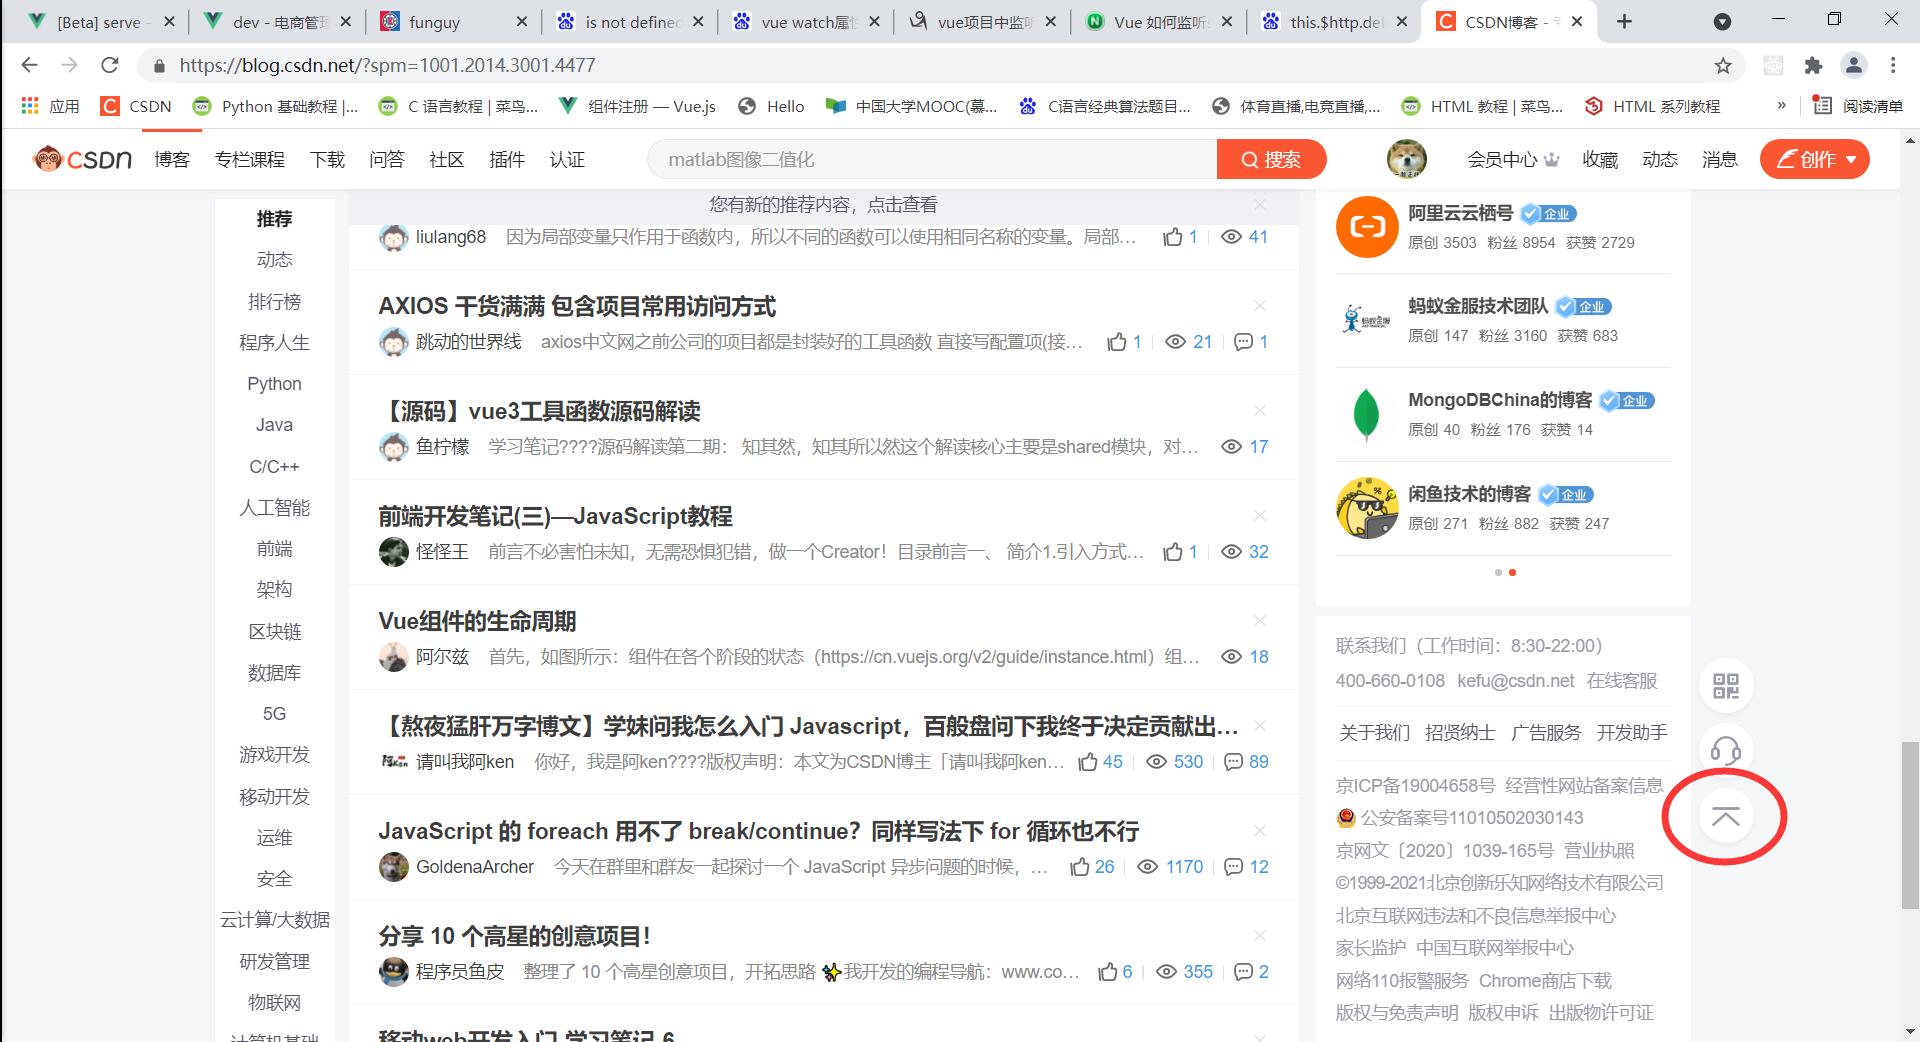 [Beta] serve -
dev - 电商管理
funguy
is not defined
vue watch属性
vue项目中监听
Vue 如何监听
this.$http.del
CSDN博客 -
https://blog.csdn.net/?spm=1001.2014.3001.4477
应用
CSDN
Python 基础教程 |...
C 语言教程 | 菜鸟...
组件注册 — Vue.js
Hello
中国大学MOOC(慕...
C语言经典算法题目...
体育直播,电竞直播,...
HTML 教程 | 菜鸟...
HTML 系列教程
»
阅读清单
CSDN
博客
专栏课程
下载
问答
社区
插件
认证
matlab图像二值化
搜索
会员中心
收藏
动态
消息
创作
推荐
动态
排行榜
程序人生
Python
Java
C/C++
人工智能
前端
架构
区块链
数据库
5G
游戏开发
移动开发
运维
安全
云计算/大数据
研发管理
物联网
计算机基础
您有新的推荐内容，点击查看
liulang68 因为局部变量只作用于函数内，所以不同的函数可以使用相同名称的变量。局部... 1 41
AXIOS 干货满满 包含项目常用访问方式
跳动的世界线 axios中文网之前公司的项目都是封装好的工具函数 直接写配置项(接... 1 21 1
【源码】vue3工具函数源码解读
鱼柠檬 学习笔记????源码解读第二期： 知其然，知其所以然这个解读核心主要是shared模块，对... 17
前端开发笔记(三)—JavaScript教程
怪怪王 前言不必害怕未知，无需恐惧犯错，做一个Creator！目录前言一、 简介1.引入方式... 1 32
Vue组件的生命周期
阿尔兹 首先，如图所示：组件在各个阶段的状态（https://cn.vuejs.org/v2/guide/instance.html）组... 18
【熬夜猛肝万字博文】学妹问我怎么入门 Javascript，百般盘问下我终于决定贡献出...
请叫我阿ken 你好，我是阿ken????版权声明：本文为CSDN博主「请叫我阿ken... 45 530 89
JavaScript 的 foreach 用不了 break/continue？同样写法下 for 循环也不行
GoldenaArcher 今天在群里和群友一起探讨一个 JavaScript 异步问题的时候，... 26 1170 12
分享 10 个高星的创意项目！
程序员鱼皮 整理了 10 个高星创意项目，开拓思路 ✨我开发的编程导航：www.co... 6 355 2
移动web开发入门 学习笔记 6
阿里云云栖号 企业
原创 3503 粉丝 8954 获赞 2729
蚂蚁金服技术团队 企业
原创 147 粉丝 3160 获赞 683
MongoDBChina的博客 企业
原创 40 粉丝 176 获赞 14
闲鱼技术的博客 企业
原创 271 粉丝 882 获赞 247
联系我们（工作时间：8:30-22:00）
400-660-0108 kefu@csdn.net 在线客服
关于我们 招贤纳士 广告服务 开发助手
京ICP备19004658号 经营性网站备案信息
公安备案号11010502030143
京网文〔2020〕1039-165号 营业执照
©1999-2021北京创新乐知网络技术有限公司
北京互联网违法和不良信息举报中心
家长监护 中国互联网举报中心
网络110报警服务 Chrome商店下载
版权与免责声明 版权申诉 出版物许可证